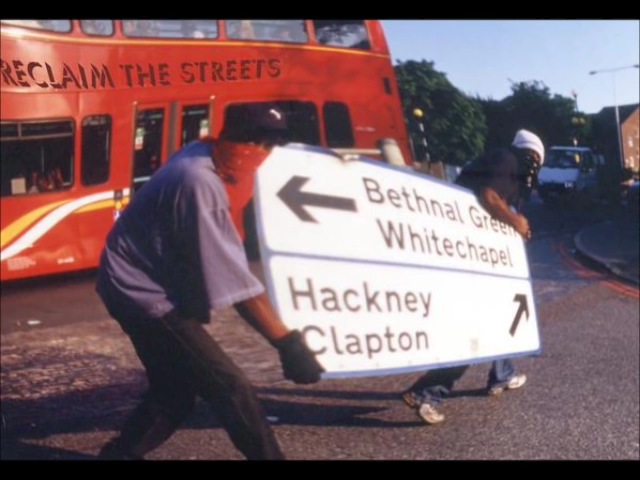 RECLAIM THE STREETS
Bethnal Green
Whitechapel
Hackney
Clapton